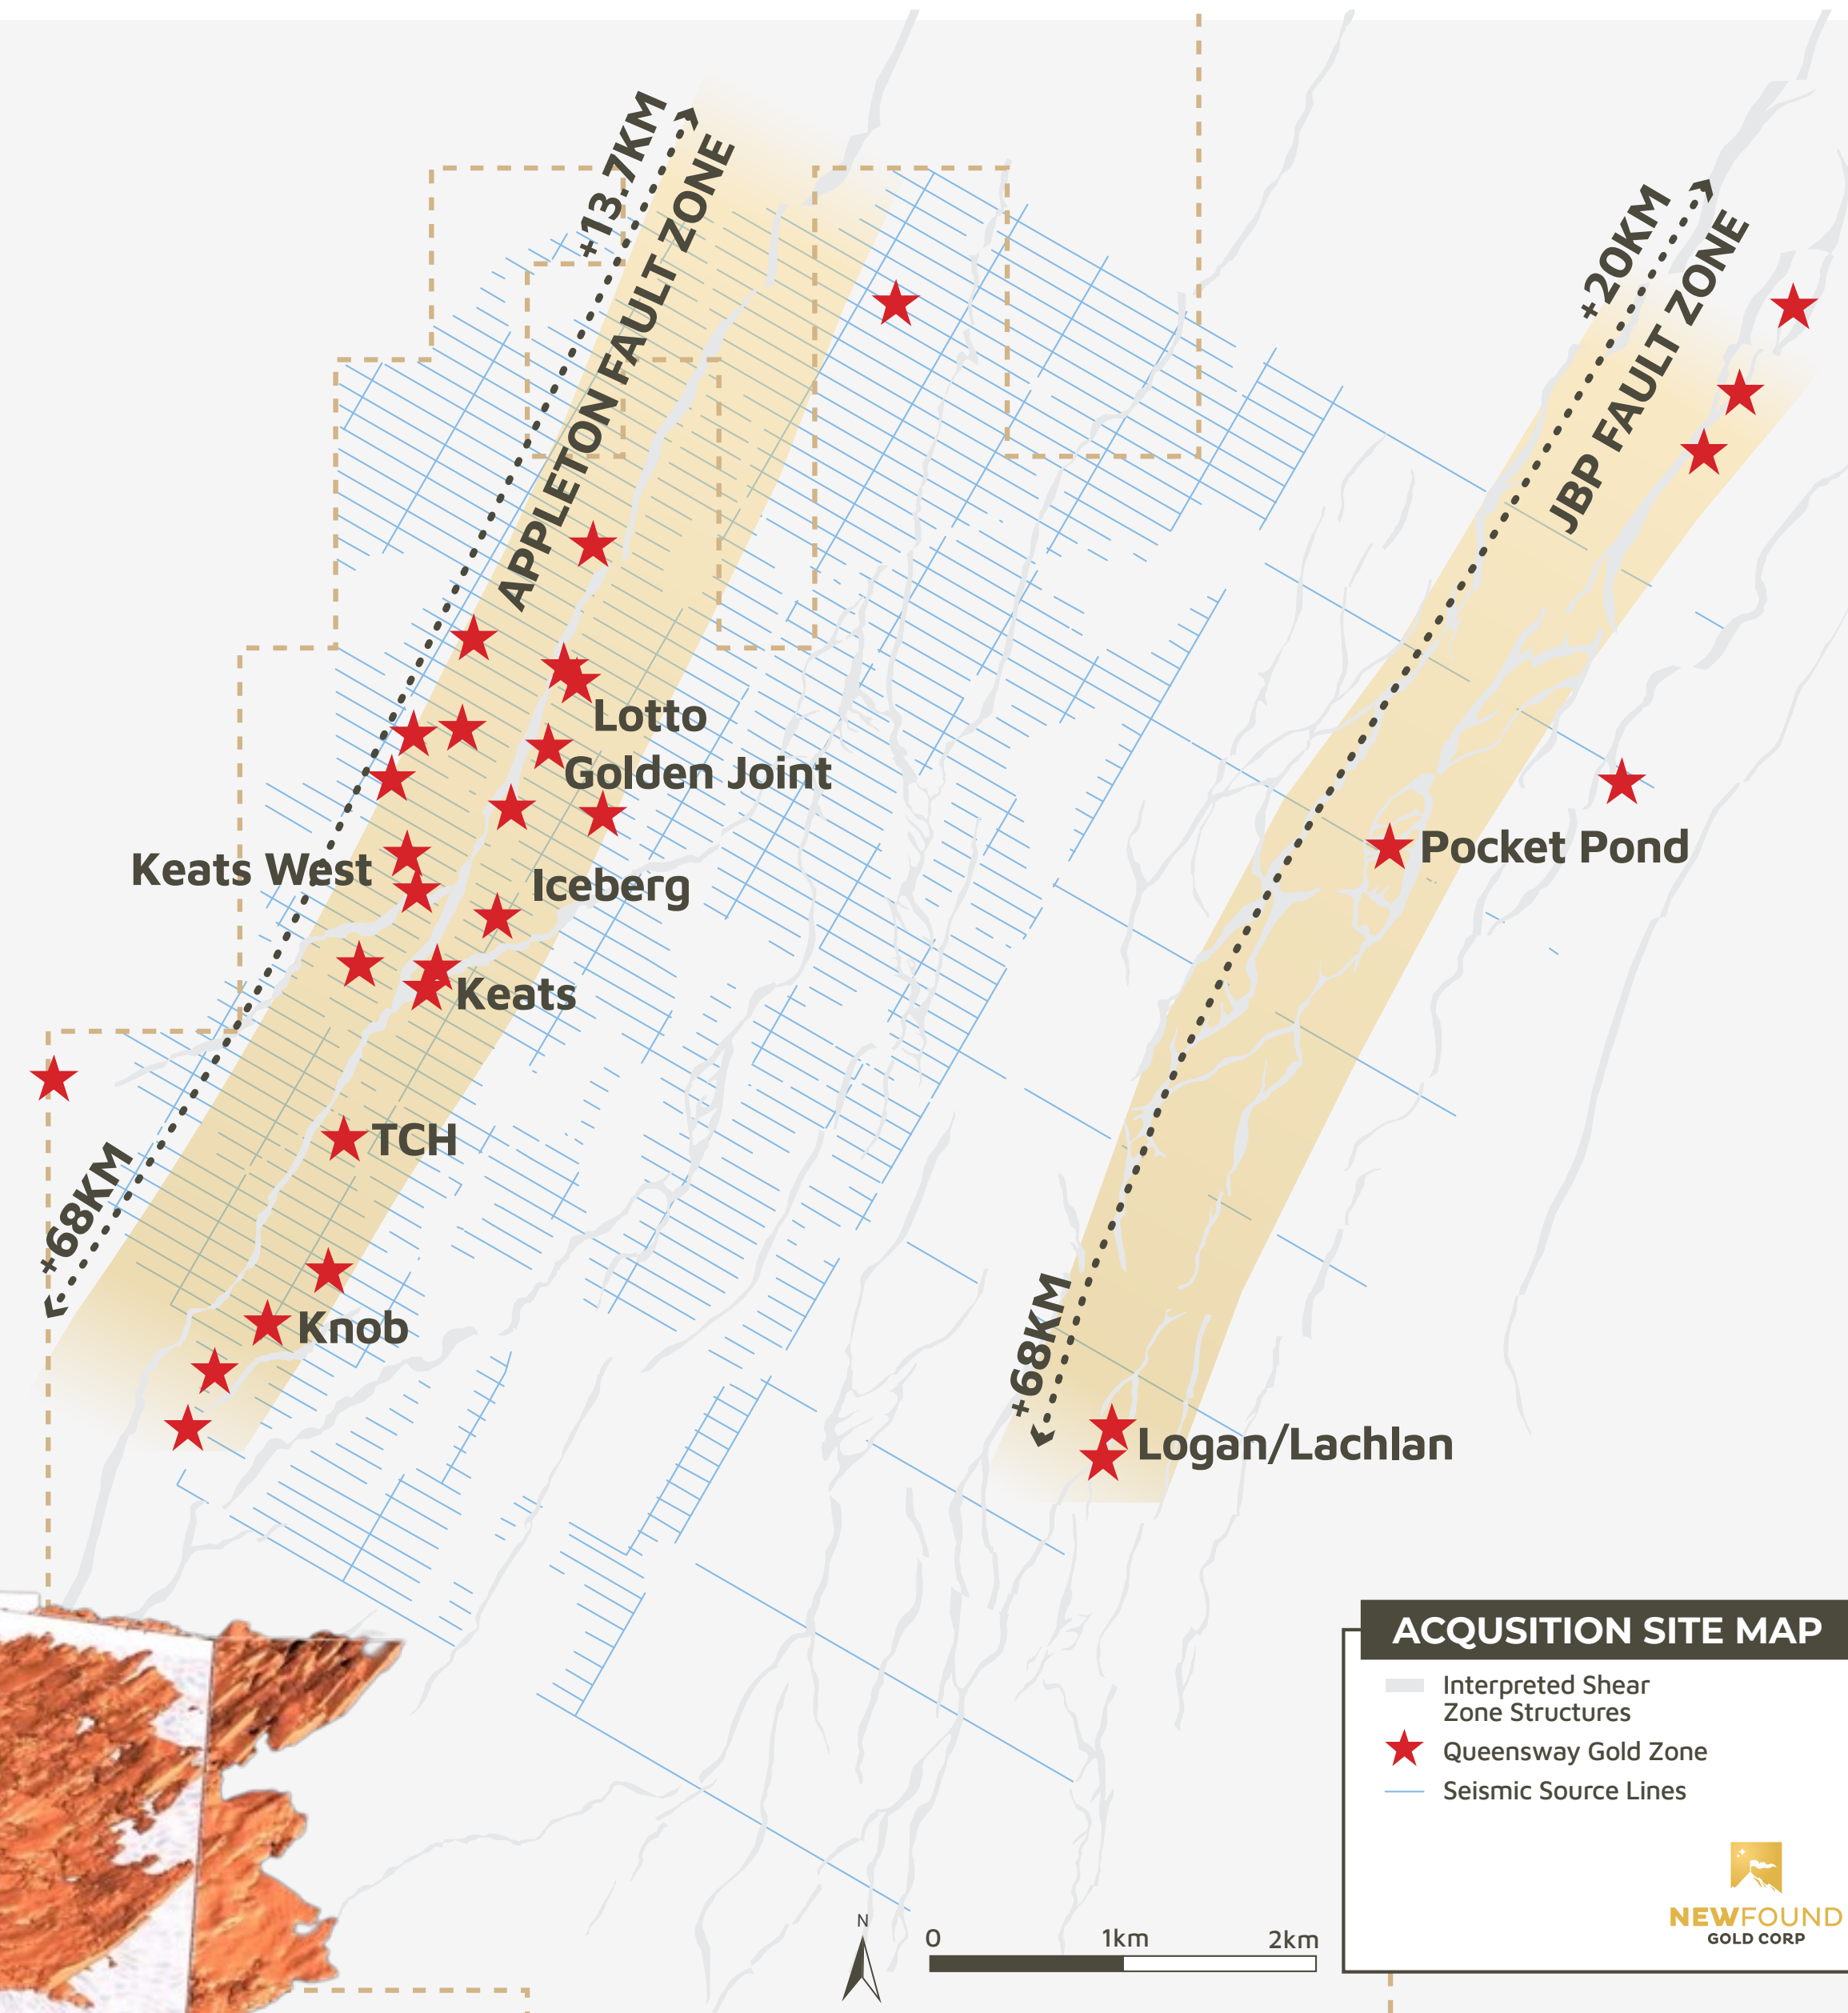 +13.7KM
APPLETON FAULT ZONE
+20KM
JBP FAULT ZONE
Lotto
Golden Joint
Keats West
Iceberg
Pocket Pond
Keats
TCH
+68KM
Knob
+68KM
Logan/Lachlan
ACQUSITION SITE MAP
Interpreted Shear
Zone Structures
Queensway Gold Zone
Seismic Source Lines
NEWFOUND
GOLD CORP
N
0 1km 2km